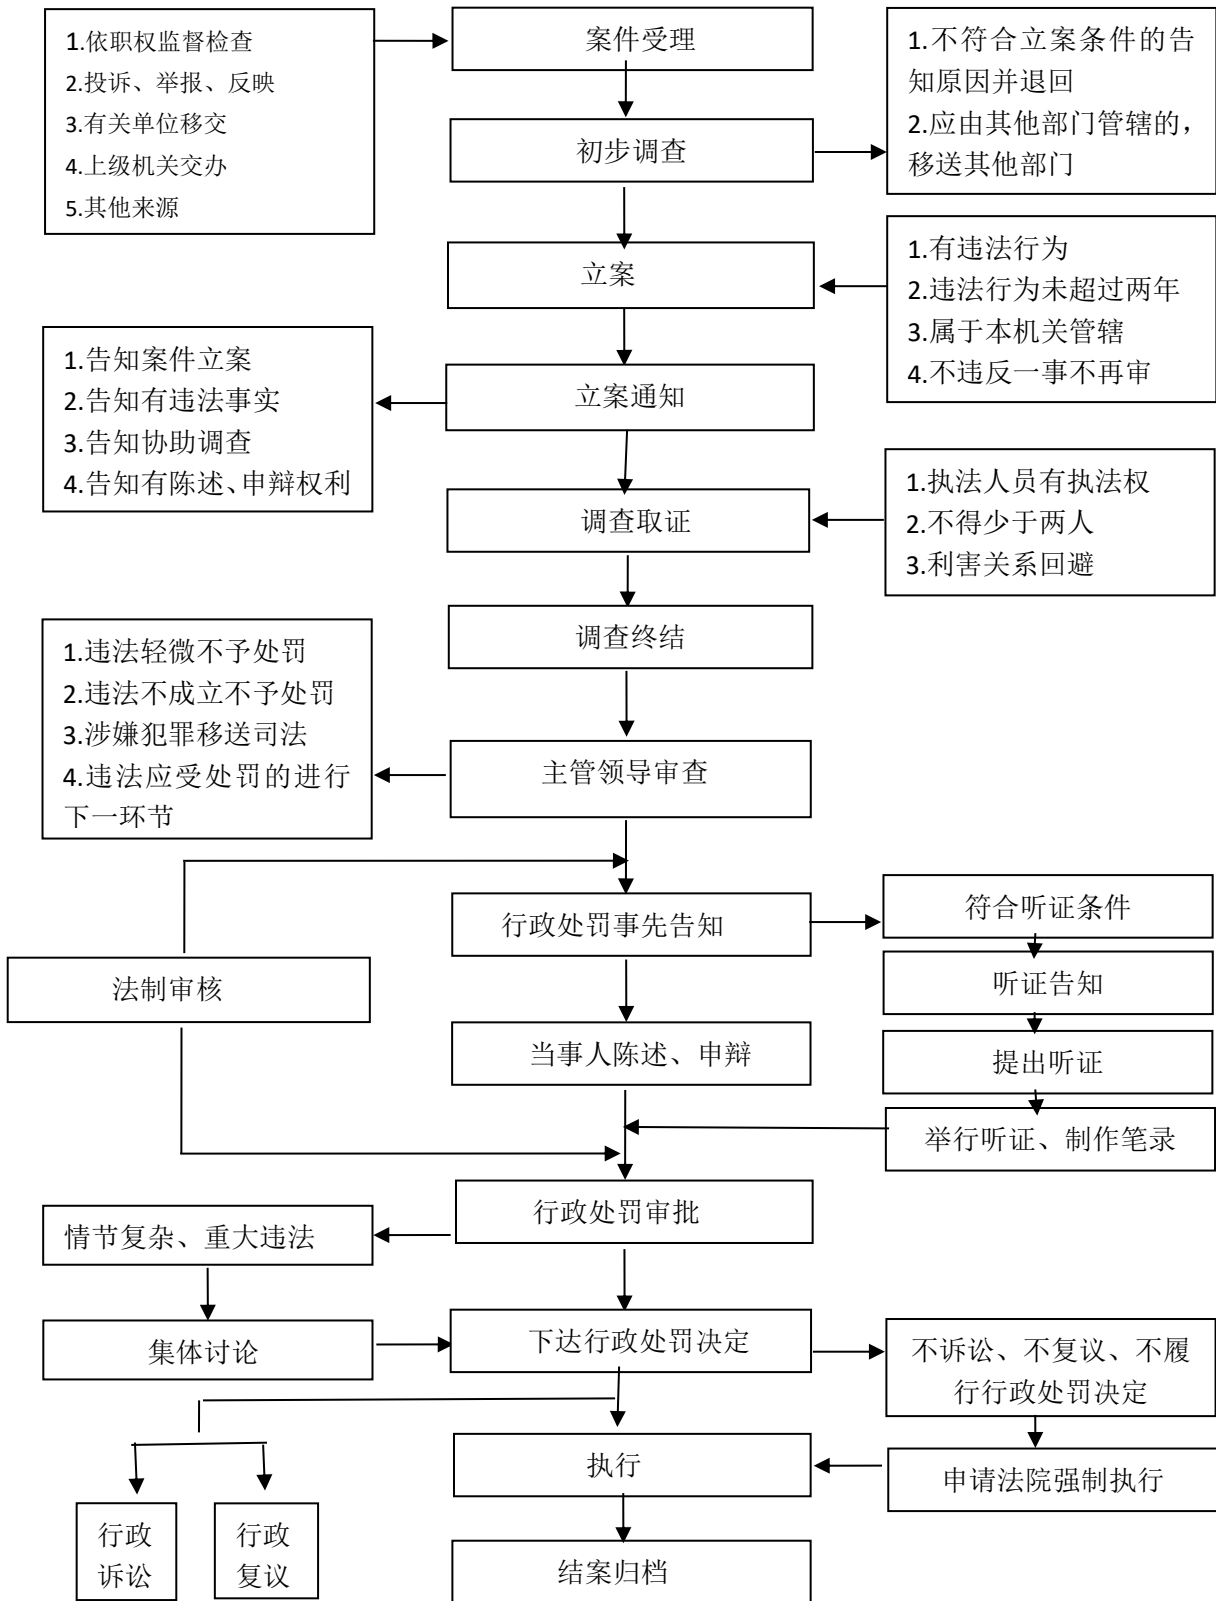 1.依职权监督检查
2.投诉、举报、反映
3.有关单位移交
4.上级机关交办
5.其他来源
案件受理
1.不符合立案条件的告
知原因并退回
2.应由其他部门管辖的，
移送其他部门
初步调查
立案
1.有违法行为
2.违法行为未超过两年
3.属于本机关管辖
4.不违反一事不再审
1.告知案件立案
2.告知有违法事实
3.告知协助调查
4.告知有陈述、申辩权利
立案通知
调查取证
1.执法人员有执法权
2.不得少于两人
3.利害关系回避
调查终结
1.违法轻微不予处罚
2.违法不成立不予处罚
3.涉嫌犯罪移送司法
4.违法应受处罚的进行
下一环节
主管领导审查
行政处罚事先告知
符合听证条件
法制审核
听证告知
当事人陈述、申辩
提出听证
举行听证、制作笔录
行政处罚审批
情节复杂、重大违法
集体讨论
下达行政处罚决定
不诉讼、不复议、不履
行行政处罚决定
执行
申请法院强制执行
行政
诉讼
行政
复议
结案归档